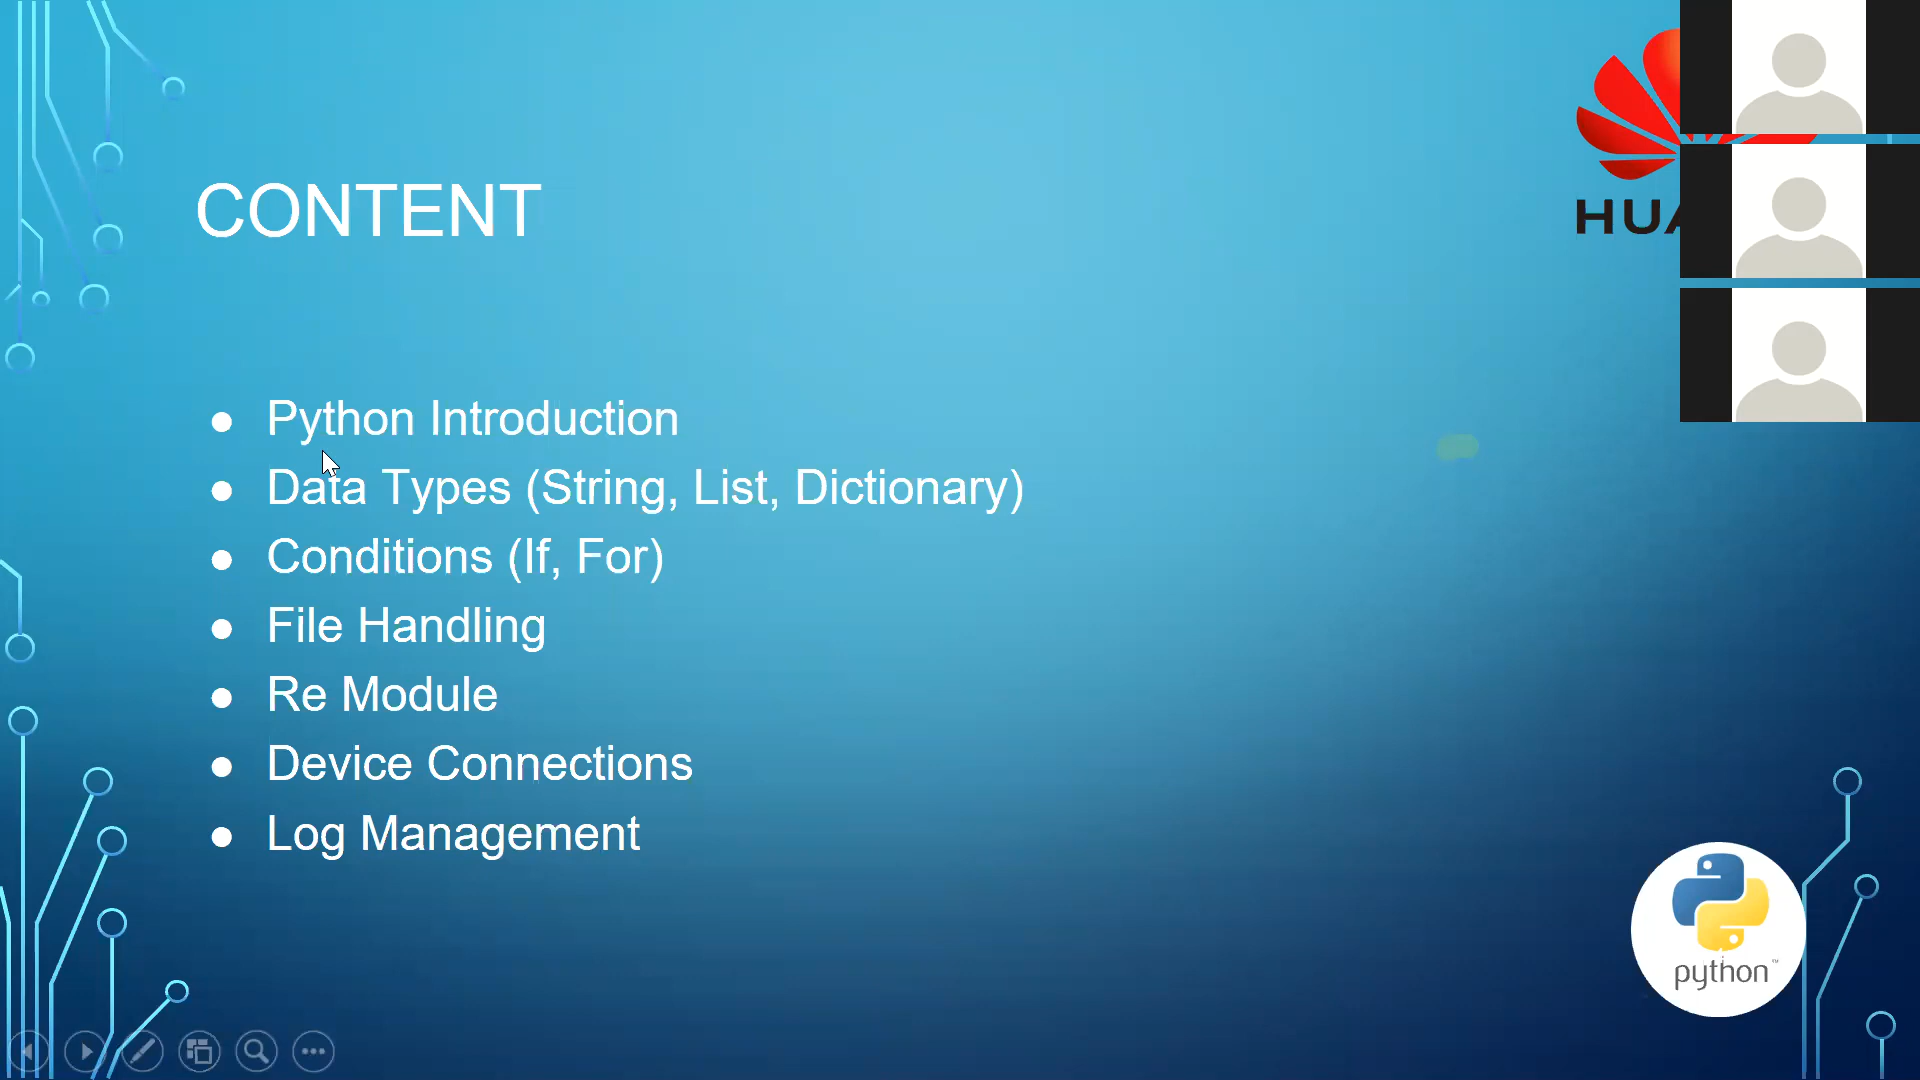 CONTENT
HUA
● Python Introduction
● Data Types (String, List, Dictionary)
● Conditions (If, For)
● File Handling
● Re Module
● Device Connections
● Log Management
python™